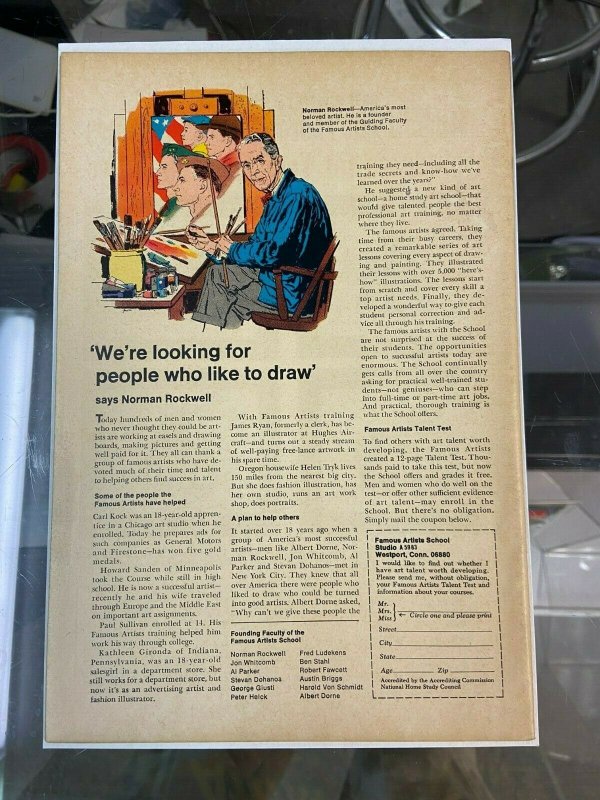 Norman Rockwell—America's most
beloved artist. He is a founder
and member of the Guiding Faculty
of the Famous Artists School.
'We're looking for
people who like to draw'
says Norman Rockwell
Today hundreds of men and women
who never thought they could be art-
ists are working at easels and drawing
boards, making pictures and getting
well paid for it. They all can thank a
group of famous artists who have de-
voted much of their time and talent
to helping others find success in art.
Some of the people the
Famous Artists have helped
Carl Kock was an 18-year-old appren-
tice in a Chicago art studio when he
enrolled. Today he prepares ads for
such companies as General Motors
and Firestone—has won five gold
medals.
Howard Sanden of Minneapolis
took the Course while still in high
school. He is now a successful artist—
recently he and his wife traveled
through Europe and the Middle East
on important art assignments.
Paul Sullivan enrolled at 14. His
Famous Artists training helped him
work his way through college.
Kathleen Gironda of Indiana,
Pennsylvania, was an 18-year-old
salesgirl in a department store. She
still works for a department store, but
now it's as an advertising artist and
fashion illustrator.
With Famous Artists training
James Ryan, formerly a clerk, has be-
come an illustrator at Hughes Air-
craft—and turns out a steady stream
of well-paying free-lance artwork in
his spare time.
Oregon housewife Helen Tryk lives
150 miles from the nearest big city.
But she does fashion illustration, has
her own studio, runs an art work
shop, does portraits.
A plan to help others
It started over 18 years ago when a
group of America's most successful
artists—men like Albert Dorne, Nor-
man Rockwell, Jon Whitcomb, Al
Parker and Stevan Dohanos—met in
New York City. They knew that all
over America there were people who
liked to draw who could be turned
into good artists. Albert Dorne asked,
"Why can't we give these people the
Founding Faculty of the
Famous Artists School
Norman Rockwell
Jon Whitcomb
Al Parker
Stevan Dohanos
George Giusti
Peter Helck
Fred Ludekens
Ben Stahl
Robert Fawcett
Austin Briggs
Harold Von Schmidt
Albert Dorne
training they need—including all the
trade secrets and know-how we've
learned over the years?"
He suggested a new kind of art
school—a home study art school—that
would give talented people the best
professional art training, no matter
where they live.
The famous artists agreed. Taking
time from their busy careers, they
created a remarkable series of art
lessons covering every aspect of draw-
ing and painting. They illustrated
their lessons with over 5,000 "here's-
how" illustrations. The lessons start
from scratch and cover every skill a
top artist needs. Finally, they de-
veloped a wonderful way to give each
student personal correction and ad-
vice all through his training.
The famous artists with the School
are not surprised at the success of
their students. The opportunities
open to successful artists today are
enormous. The School continually
gets calls from all over the country
asking for practical well-trained stu-
dents—not geniuses—who can step
into full-time or part-time art jobs.
And practical, thorough training is
what the School offers.
Famous Artists Talent Test
To find others with art talent worth
developing, the Famous Artists
created a 12-page Talent Test. Thou-
sands paid to take this test, but now
the School offers and grades it free.
Men and women who do well on the
test—or offer other sufficient evidence
of art talent—may enroll in the
School. But there's no obligation.
Simply mail the coupon below.
Famous Artists School
Studio A5983
Westport, Conn. 06880
I would like to find out whether I
have art talent worth developing.
Please send me, without obligation,
your Famous Artists Talent Test and
information about your courses.
Mr.
Mrs. ← Circle one and please print
Miss
Street
City
State
Age Zip
Accredited by the Accrediting Commission
National Home Study Council